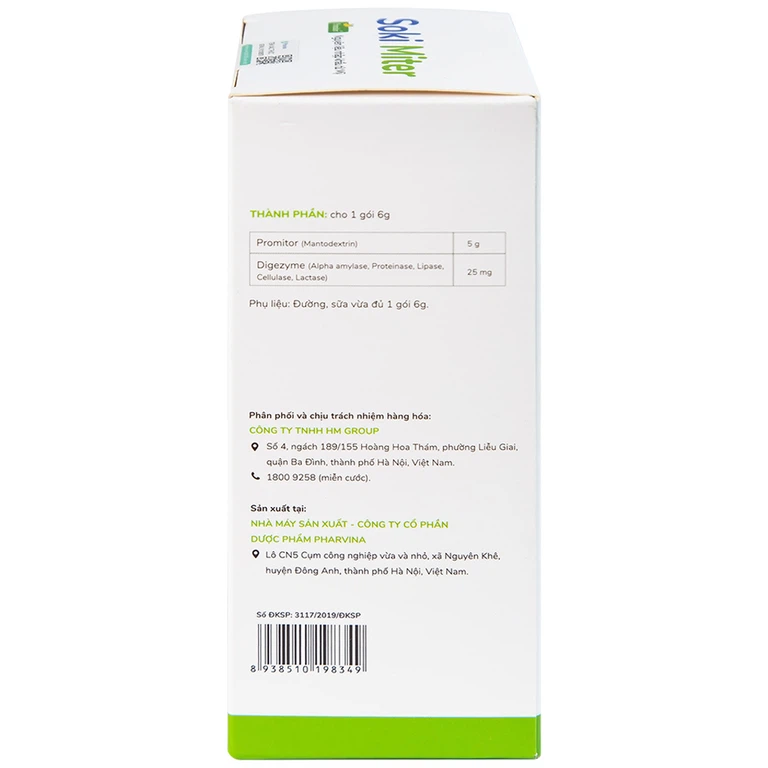 Soki Miter
THÀNH PHẦN: cho 1 gói 6g
Promitor (Mantodextrin) 5 g
Digezyme (Alpha amylase, Proteinase, Lipase, 25 mg
Cellulase, Lactase)
Phụ liệu: Đường, sữa vừa đủ 1 gói 6g.
Phân phối và chịu trách nhiệm hàng hóa:
CÔNG TY TNHH HM GROUP
Số 4, ngách 189/155 Hoàng Hoa Thám, phường Liễu Giai,
quận Ba Đình, thành phố Hà Nội, Việt Nam.
1800 9258 (miễn cước).
Sản xuất tại:
NHÀ MÁY SẢN XUẤT - CÔNG TY CỔ PHẦN
DƯỢC PHẨM PHARVINA
Lô CN5 Cụm công nghiệp vừa và nhỏ, xã Nguyên Khê,
huyện Đông Anh, thành phố Hà Nội, Việt Nam.
Số ĐKSP: 3117/2019/ĐKSP
8 938510 198349